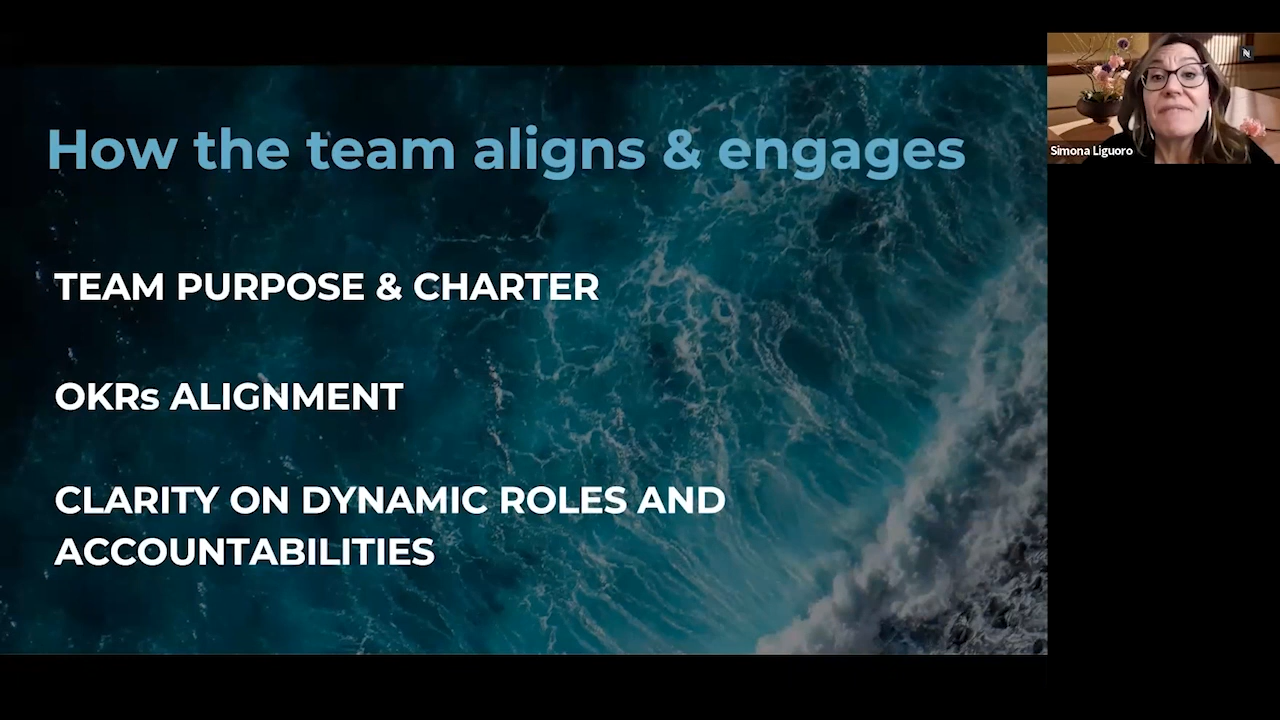 How the team aligns & engages
TEAM PURPOSE & CHARTER
OKRs ALIGNMENT
CLARITY ON DYNAMIC ROLES AND
ACCOUNTABILITIES
Simona Liguoro